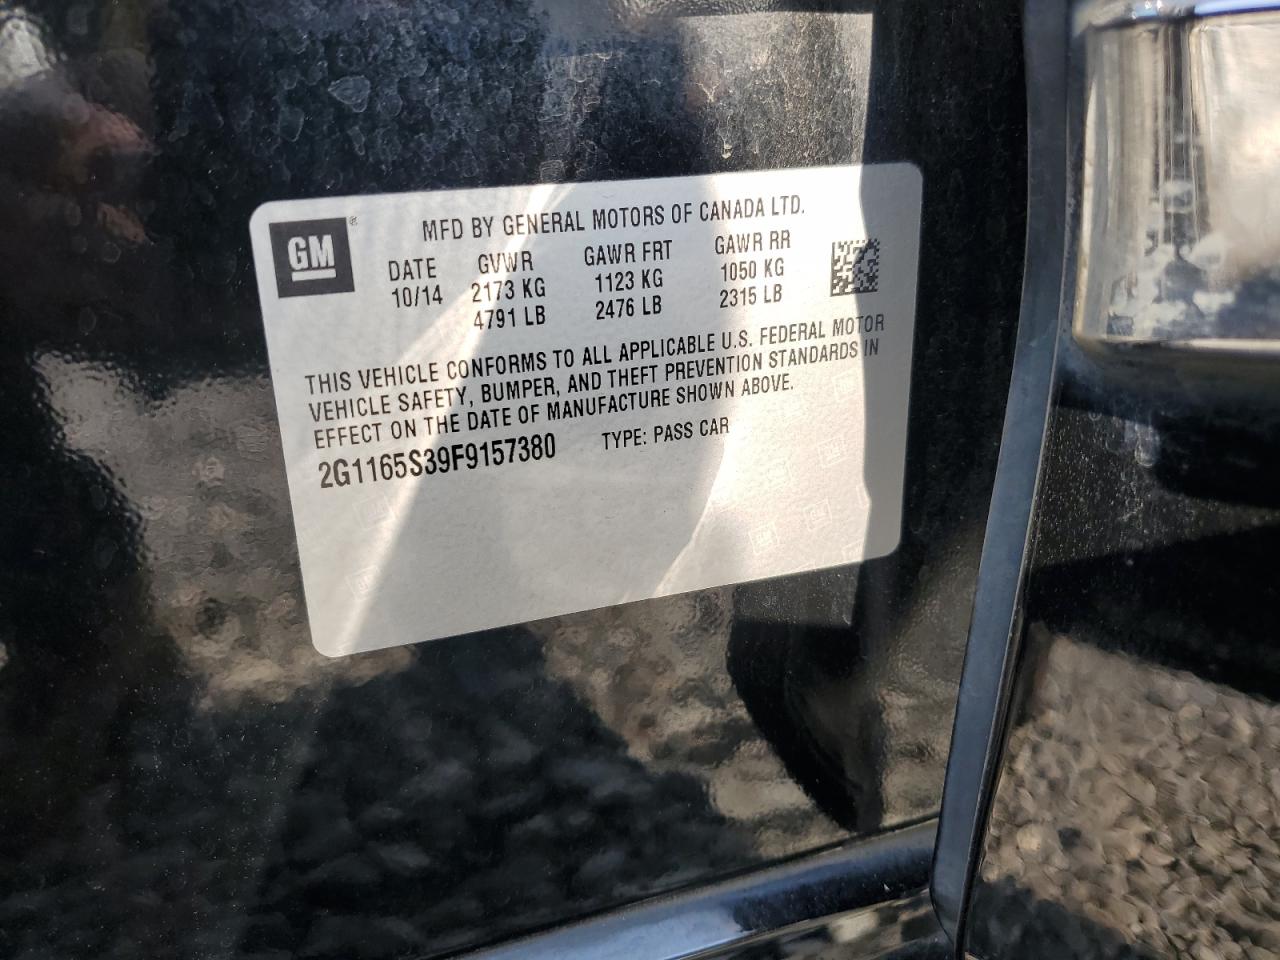 GM ®
MFD BY GENERAL MOTORS OF CANADA LTD.
DATE GVWR GAWR FRT GAWR RR
10/14 2173 KG 1123 KG 1050 KG
4791 LB 2476 LB 2315 LB
THIS VEHICLE CONFORMS TO ALL APPLICABLE U.S. FEDERAL MOTOR
VEHICLE SAFETY, BUMPER, AND THEFT PREVENTION STANDARDS IN
EFFECT ON THE DATE OF MANUFACTURE SHOWN ABOVE.
2G1165S39F9157380 TYPE: PASS CAR